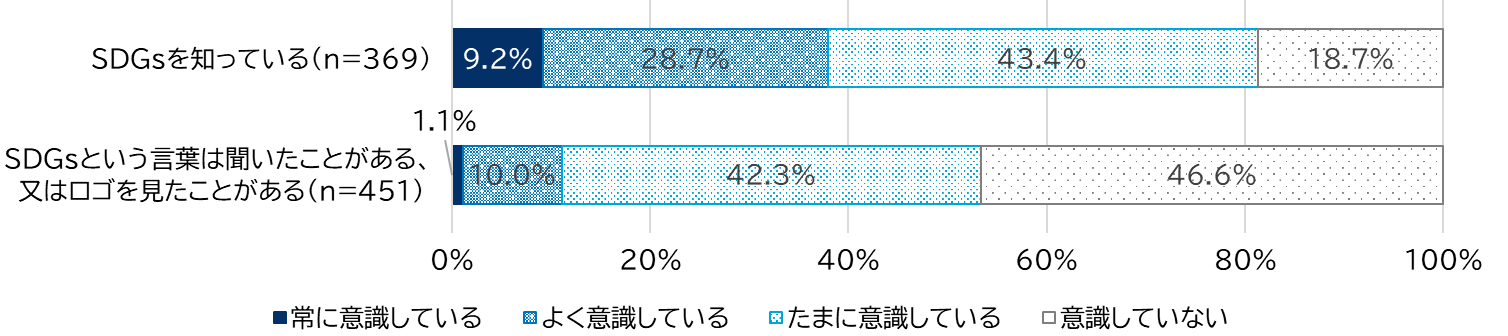 SDGsを知っている（n=369）
9.2%
28.7%
43.4%
18.7%
1.1%
SDGsという言葉は聞いたことがある、
又はロゴを見たことがある（n=451）
10.0%
42.3%
46.6%
0%
20%
40%
60%
80%
100%
常に意識している
よく意識している
たまに意識している
意識していない